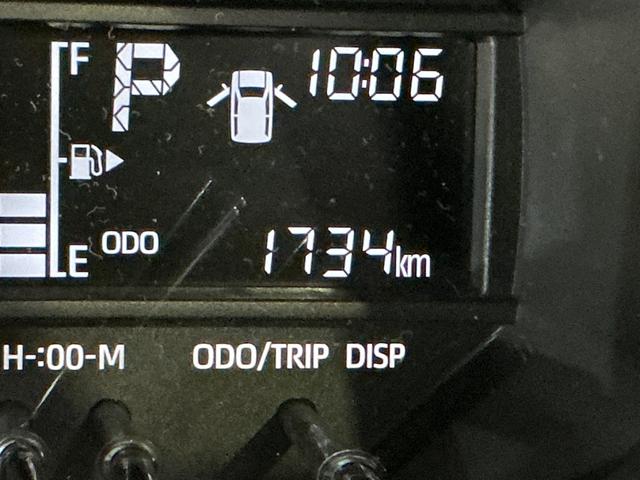 F
P 10:06
E
ODO 1734km
H-:00-M ODO/TRIP DISP